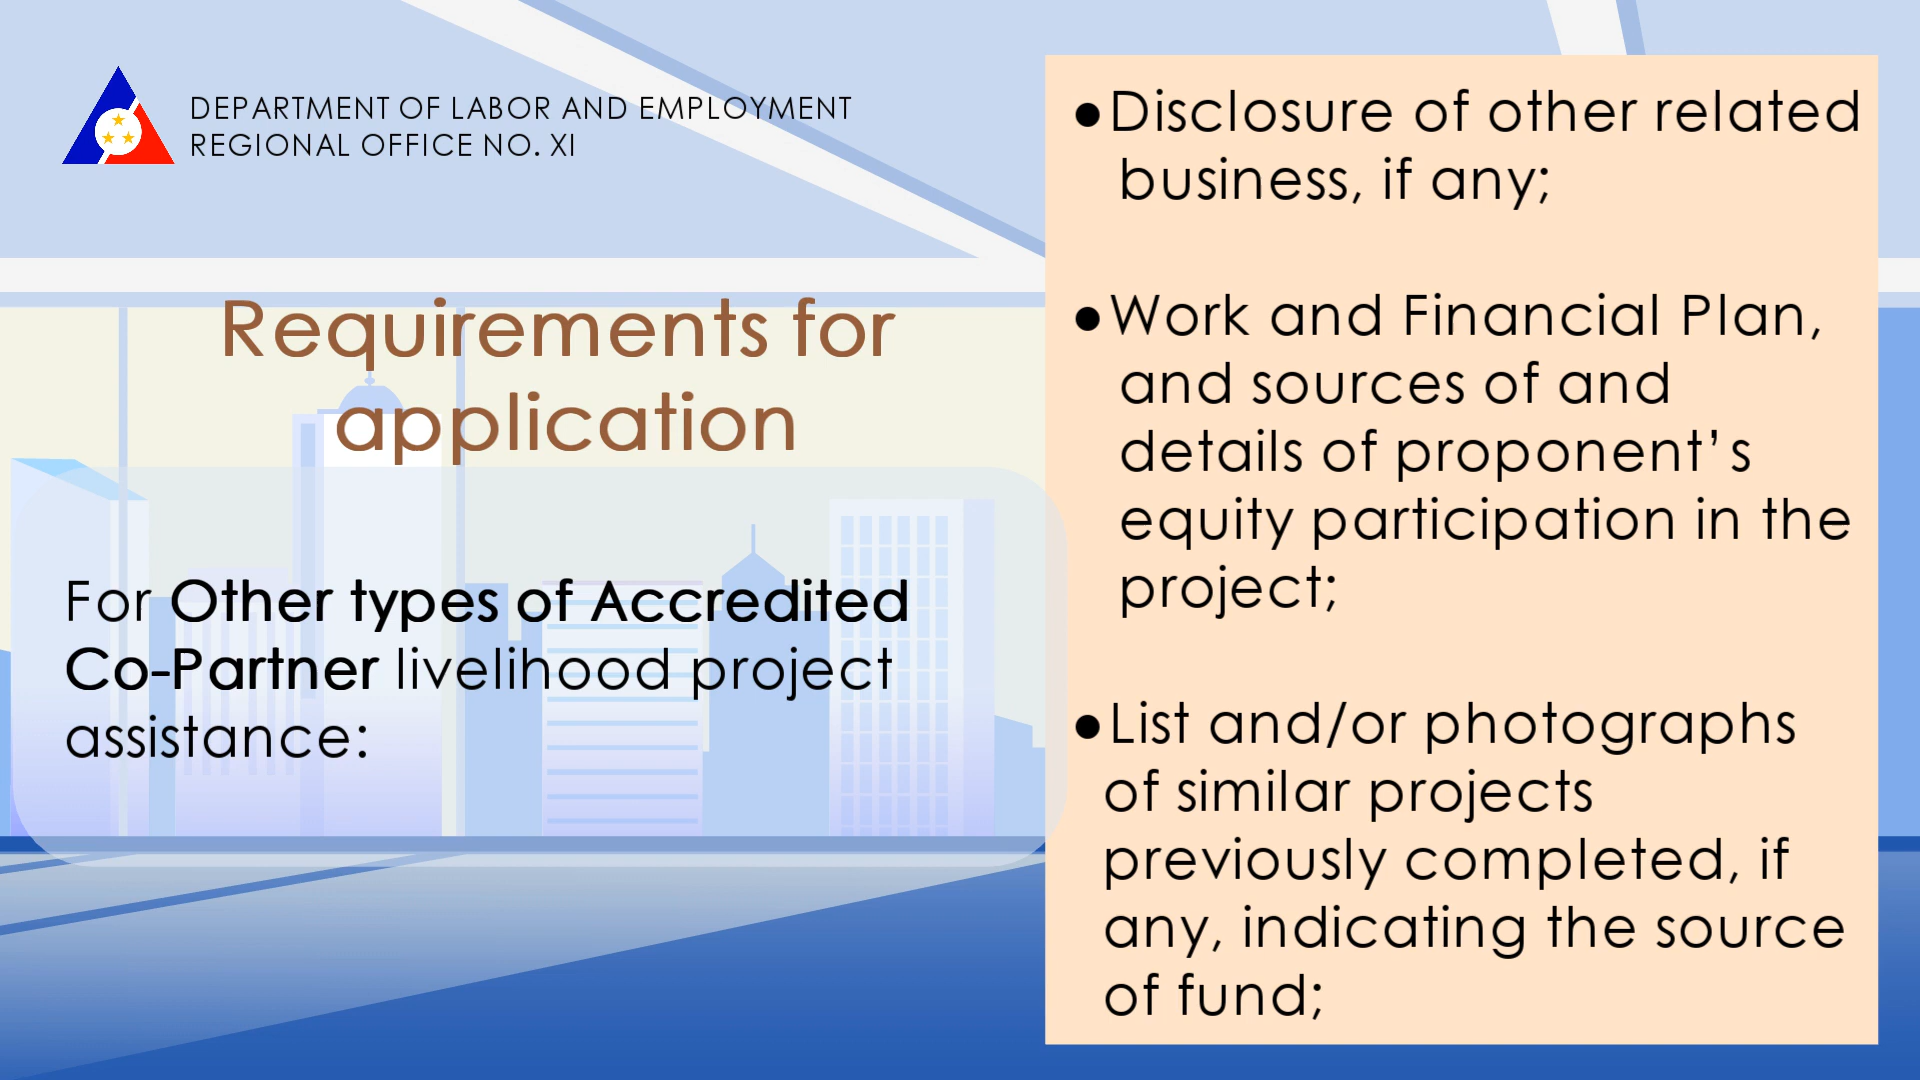 DEPARTMENT OF LABOR AND EMPLOYMENT
REGIONAL OFFICE NO. XI
Requirements for
application
For Other types of Accredited
Co-Partner livelihood project
assistance:
●Disclosure of other related
business, if any;
●Work and Financial Plan,
and sources of and
details of proponent’s
equity participation in the
project;
●List and/or photographs
of similar projects
previously completed, if
any, indicating the source
of fund;